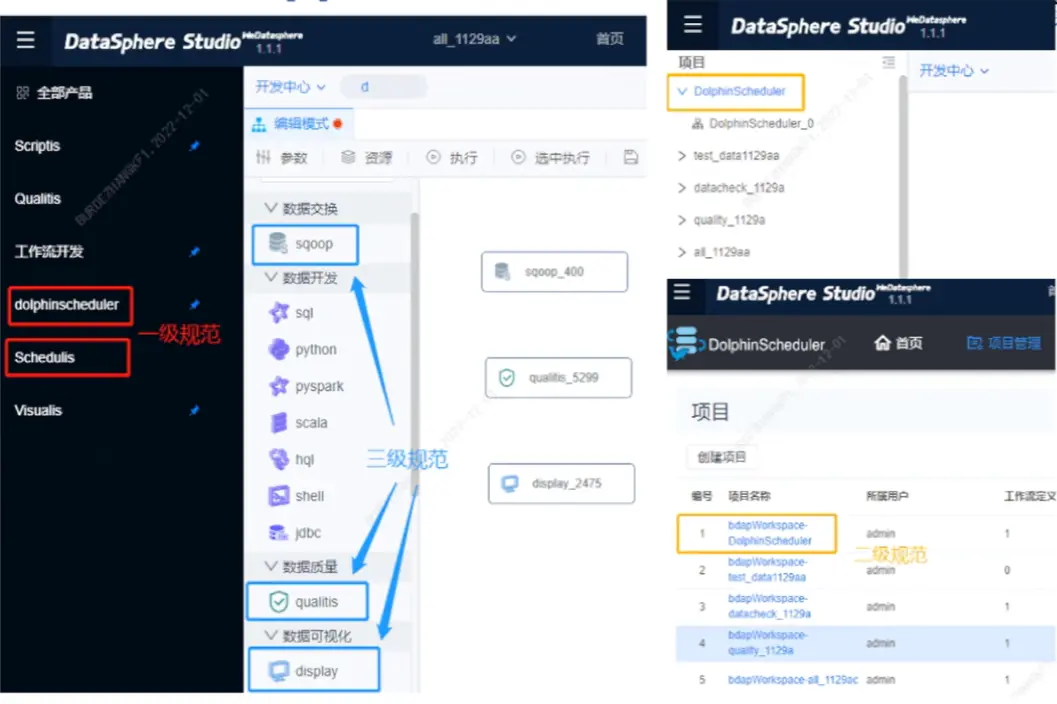 DataSphere Studio WeDatasphere 1.1.1
all_1129aa
首页
全部产品
Scriptis
Qualitis
工作流开发
dolphinscheduler
一级规范
Schedulis
Visualis
开发中心
d
编辑模式
参数
资源
执行
选中执行
数据交换
sqoop
数据开发
sql
python
pyspark
scala
hql
shell
jdbc
数据质量
qualitis
数据可视化
display
三级规范
sqoop_400
qualitis_5299
display_2475
DataSphere Studio WeDatasphere 1.1.1
项目
开发中心
DolphinScheduler
DolphinScheduler_0
test_data1129aa
datacheck_1129a
quality_1129a
all_1129aa
DataSphere Studio WeDatasphere 1.1.1
DolphinScheduler
首页
项目管理
项目
创建项目
编号 项目名称 所属用户 工作流定义
1 bdapWorkspace-
DolphinScheduler admin 1
二级规范
2 bdapWorkspace-
test_data1129aa admin 0
3 bdapWorkspace-
datacheck_1129a admin 1
4 bdapWorkspace-
quality_1129a admin 1
5 bdapWorkspace-all_1129ac admin 1